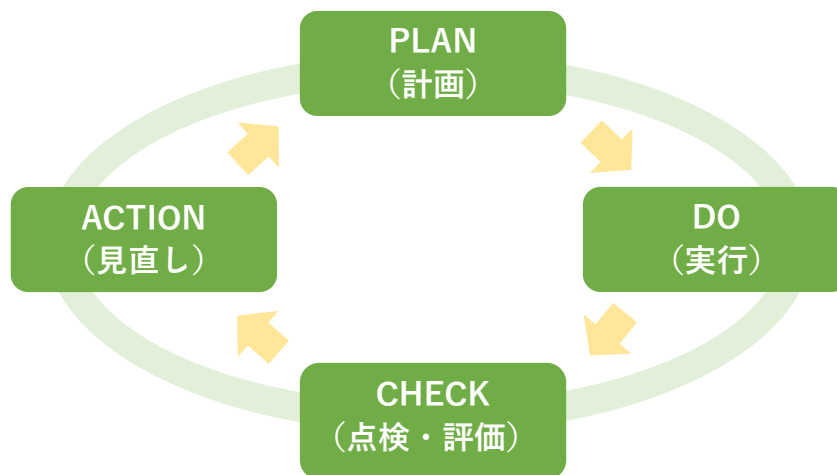 PLAN
（計画）
DO
（実行）
CHECK
（点検・評価）
ACTION
（見直し）